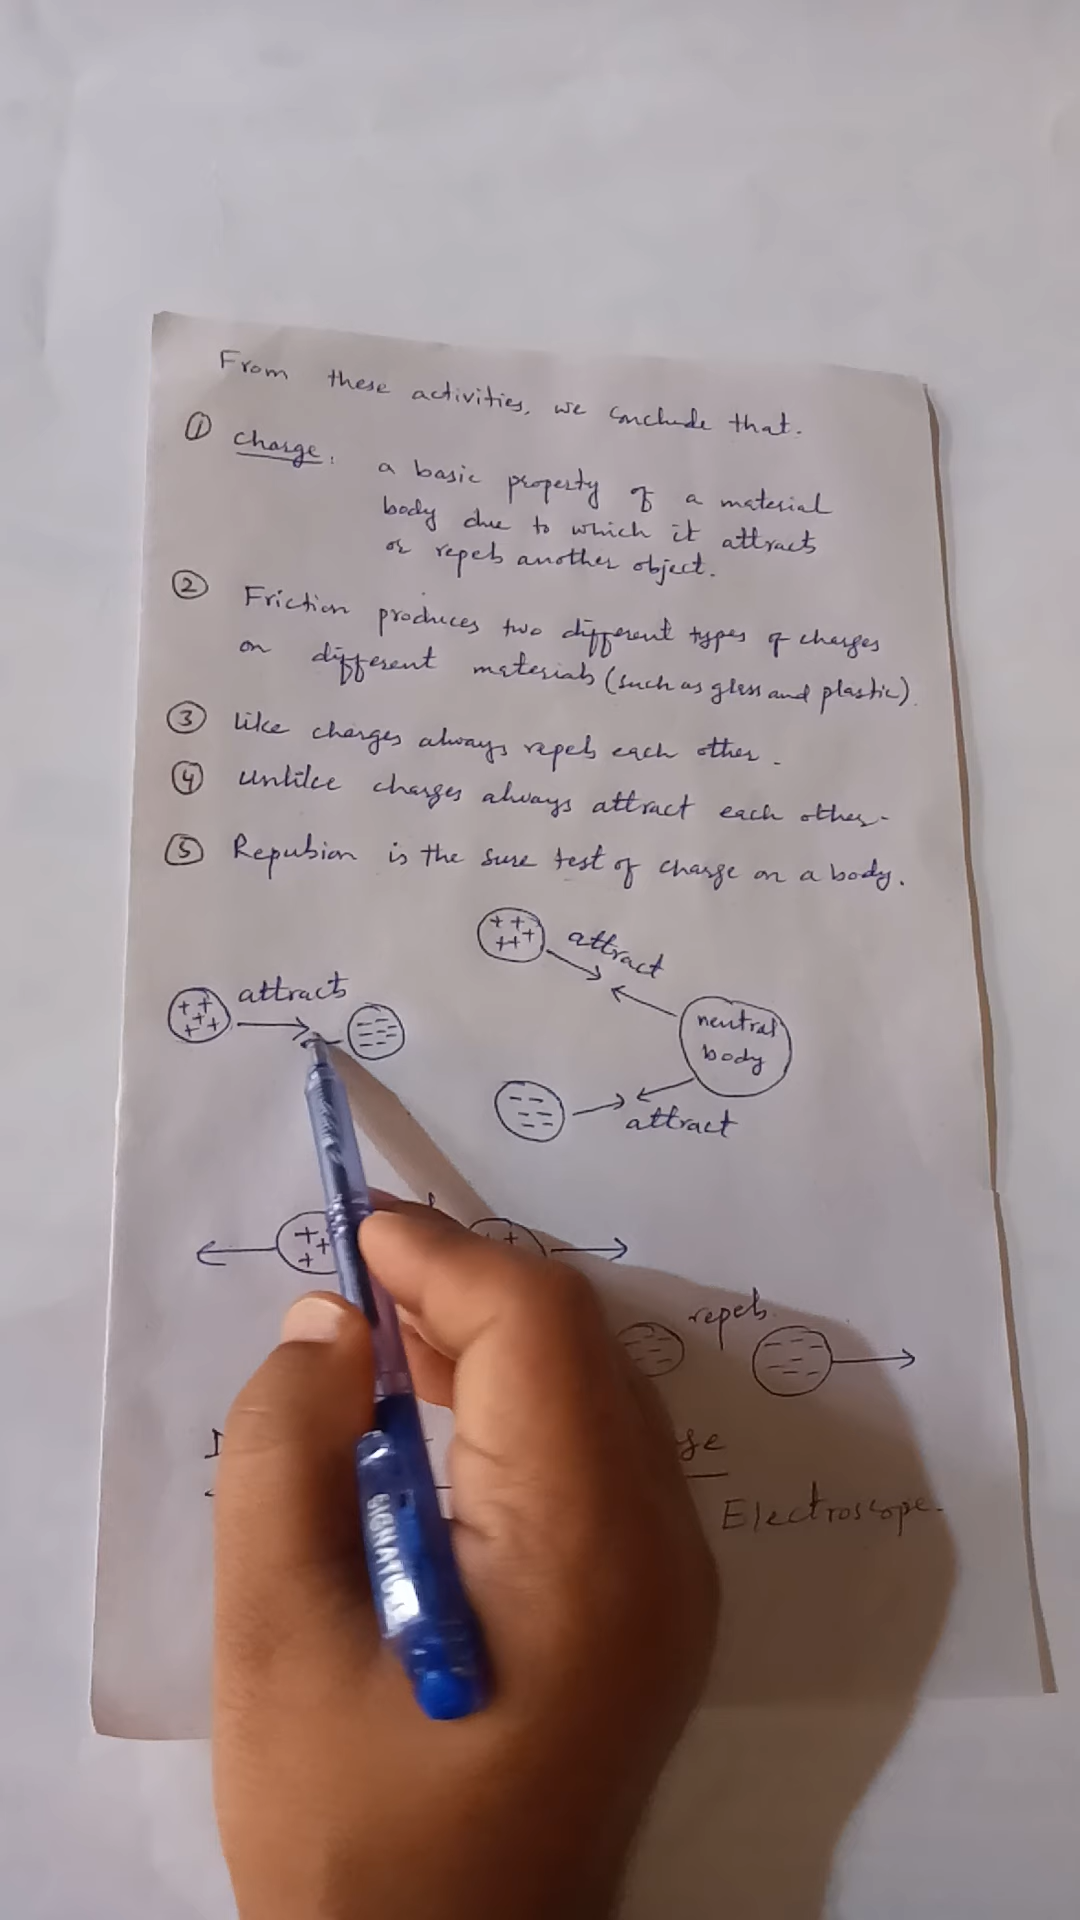 From these activities, we conclude that.
① Charge: a basic property of a material
body due to which it attracts
or repels another object.
② Friction produces two different types of charges
on different materials (such as glass and plastic).
③ like charges always repels each other.
④ unlike charges always attract each other-
⑤ Repulsion is the sure test of charge on a body.
+ + + + + attract
attracts
+ + + + +
- - - - -
neutral
body
- - - - -
attract
+ + +
+ +
repels.
- - - - -
- - - - -
Electroscope.
SIGNATU